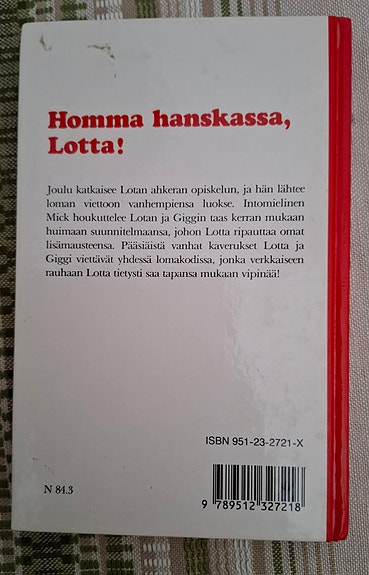 Homma hanskassa,
Lotta!
Joulu katkaisee Lotan ahkeran opiskelun, ja hän lähtee
loman viettoon vanhempiensa luokse. Intomielinen
Mick houkuttelee Lotan ja Giggin taas kerran mukaan
huimaan suunnitelmaansa, johon Lotta ripauttaa omat
lisämausteensa. Pääsiäistä vanhat kaverukset Lotta ja
Giggi viettävät yhdessä lomakodissa, jonka verkkaiseen
rauhaan Lotta tietysti saa tapansa mukaan vipinää!
ISBN 951-23-2721-X
N 84.3
9 789512 327218